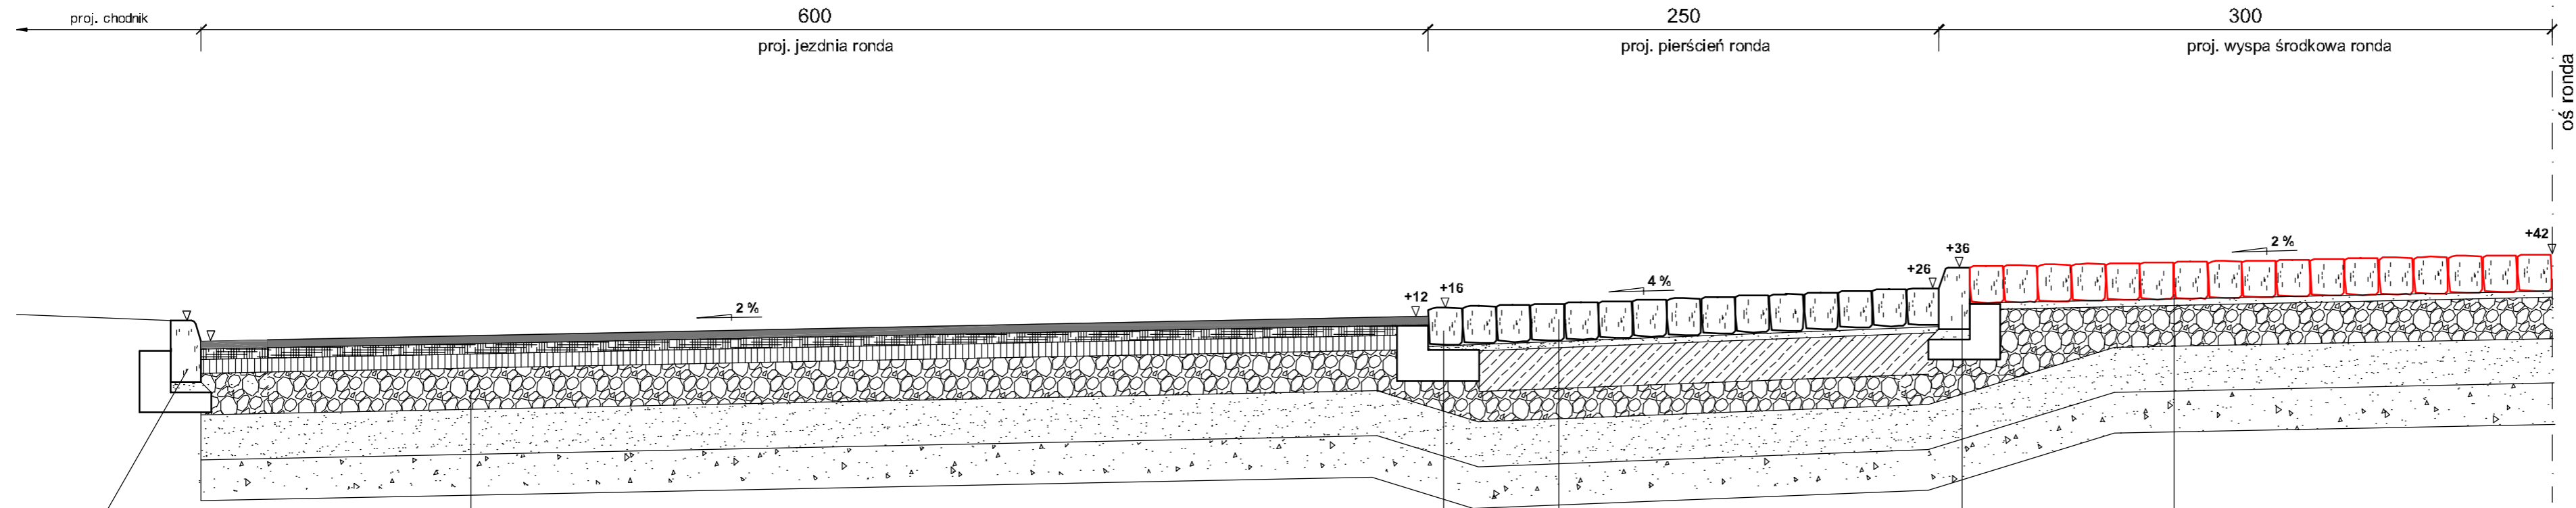 proj. chodnik
600
250
300
proj. jezdnia ronda
proj. pierścień ronda
proj. wyspa środkowa ronda
oś ronda
2 %
+12
+16
4 %
+26
+36
2 %
+42